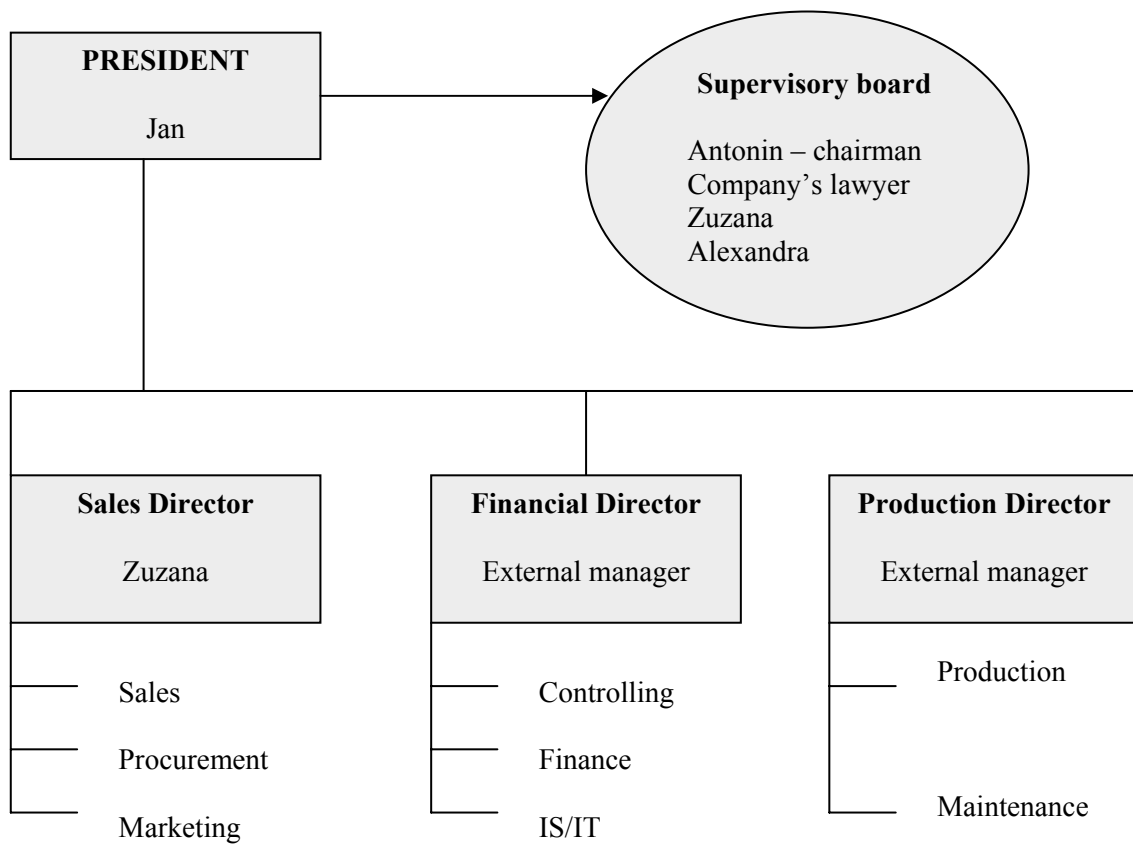 PRESIDENT
Jan
Supervisory board
Antonin – chairman
Company’s lawyer
Zuzana
Alexandra
Sales Director
Zuzana
Sales
Procurement
Marketing
Financial Director
External manager
Controlling
Finance
IS/IT
Production Director
External manager
Production
Maintenance